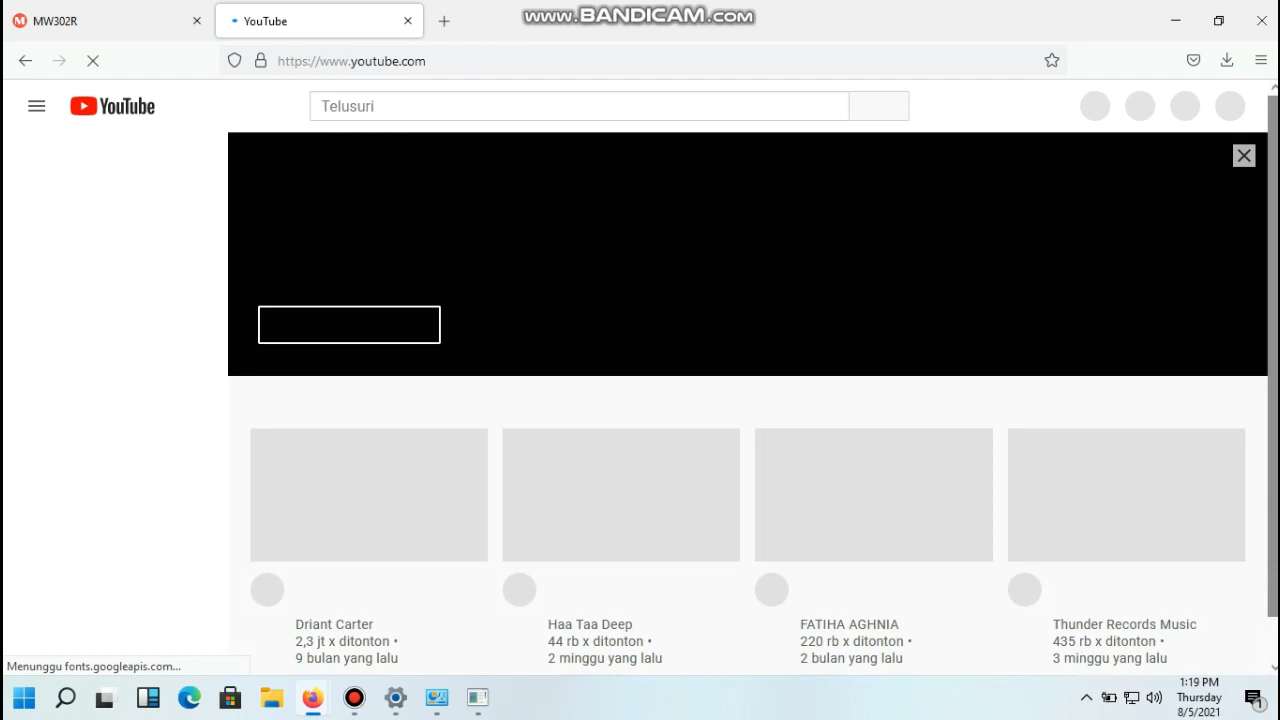 MW302R
YouTube
www.BANDICAM.com
https://www.youtube.com
YouTube
Telusuri
Driant Carter
2,3 jt x ditonton •
9 bulan yang lalu
Haa Taa Deep
44 rb x ditonton •
2 minggu yang lalu
FATIHA AGHNIA
220 rb x ditonton •
2 bulan yang lalu
Thunder Records Music
435 rb x ditonton •
3 minggu yang lalu
Menunggu fonts.googleapis.com...
1:19 PM
Thursday
8/5/2021
1